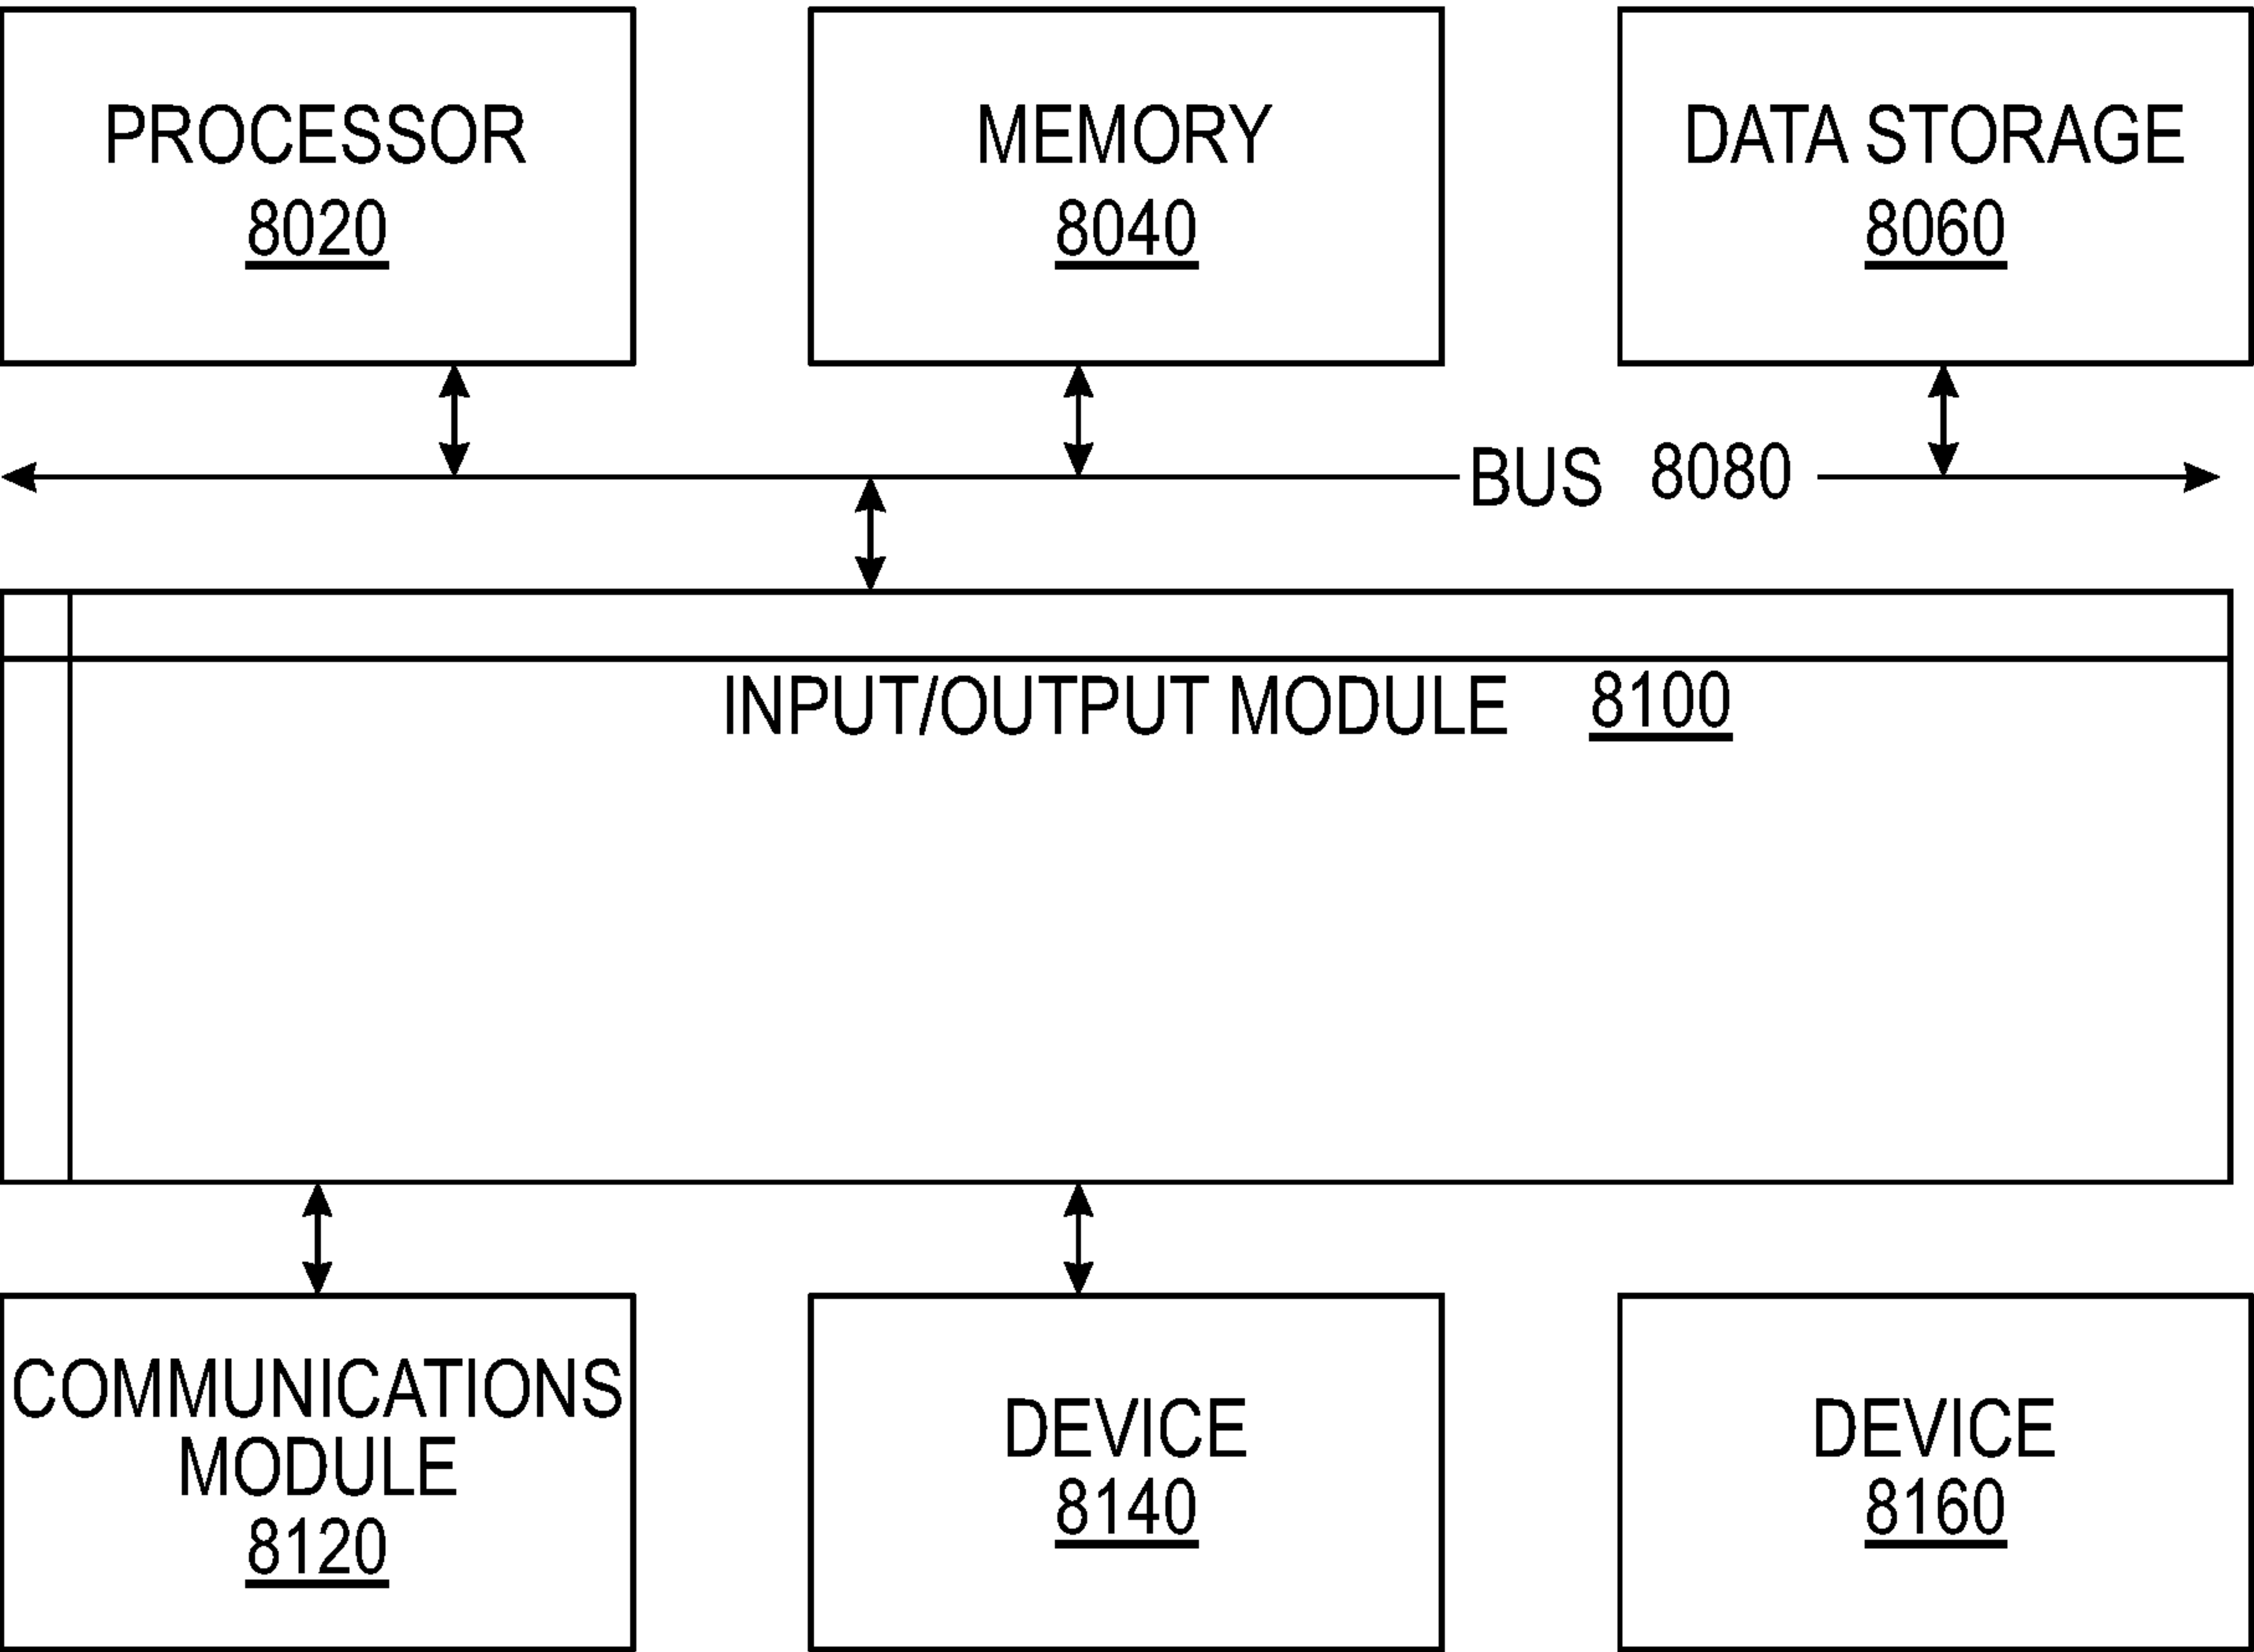 PROCESSOR
8020
MEMORY
8040
DATA STORAGE
8060
BUS 8080
INPUT/OUTPUT MODULE 8100
COMMUNICATIONS
MODULE
8120
DEVICE
8140
DEVICE
8160